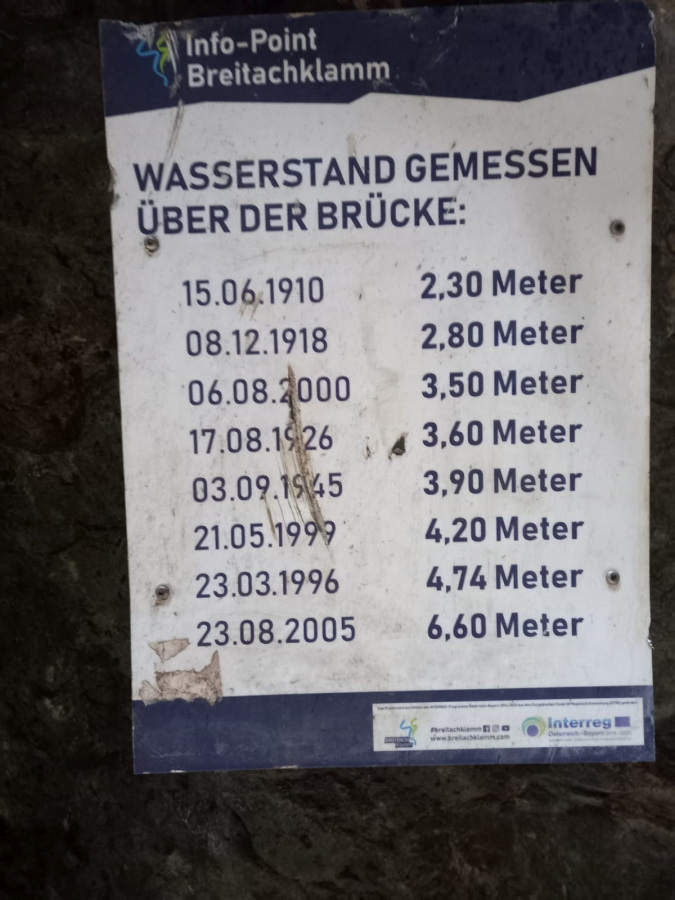 Info-Point
Breitachklamm
WASSERSTAND GEMESSEN
ÜBER DER BRÜCKE:
15.06.1910 2,30 Meter
08.12.1918 2,80 Meter
06.08.2000 3,50 Meter
17.08.1926 3,60 Meter
03.09.1945 3,90 Meter
21.05.1999 4,20 Meter
23.03.1996 4,74 Meter
23.08.2005 6,60 Meter
#breitachklamm
www.breitachklamm.com
Interreg
Österreich-Bayern